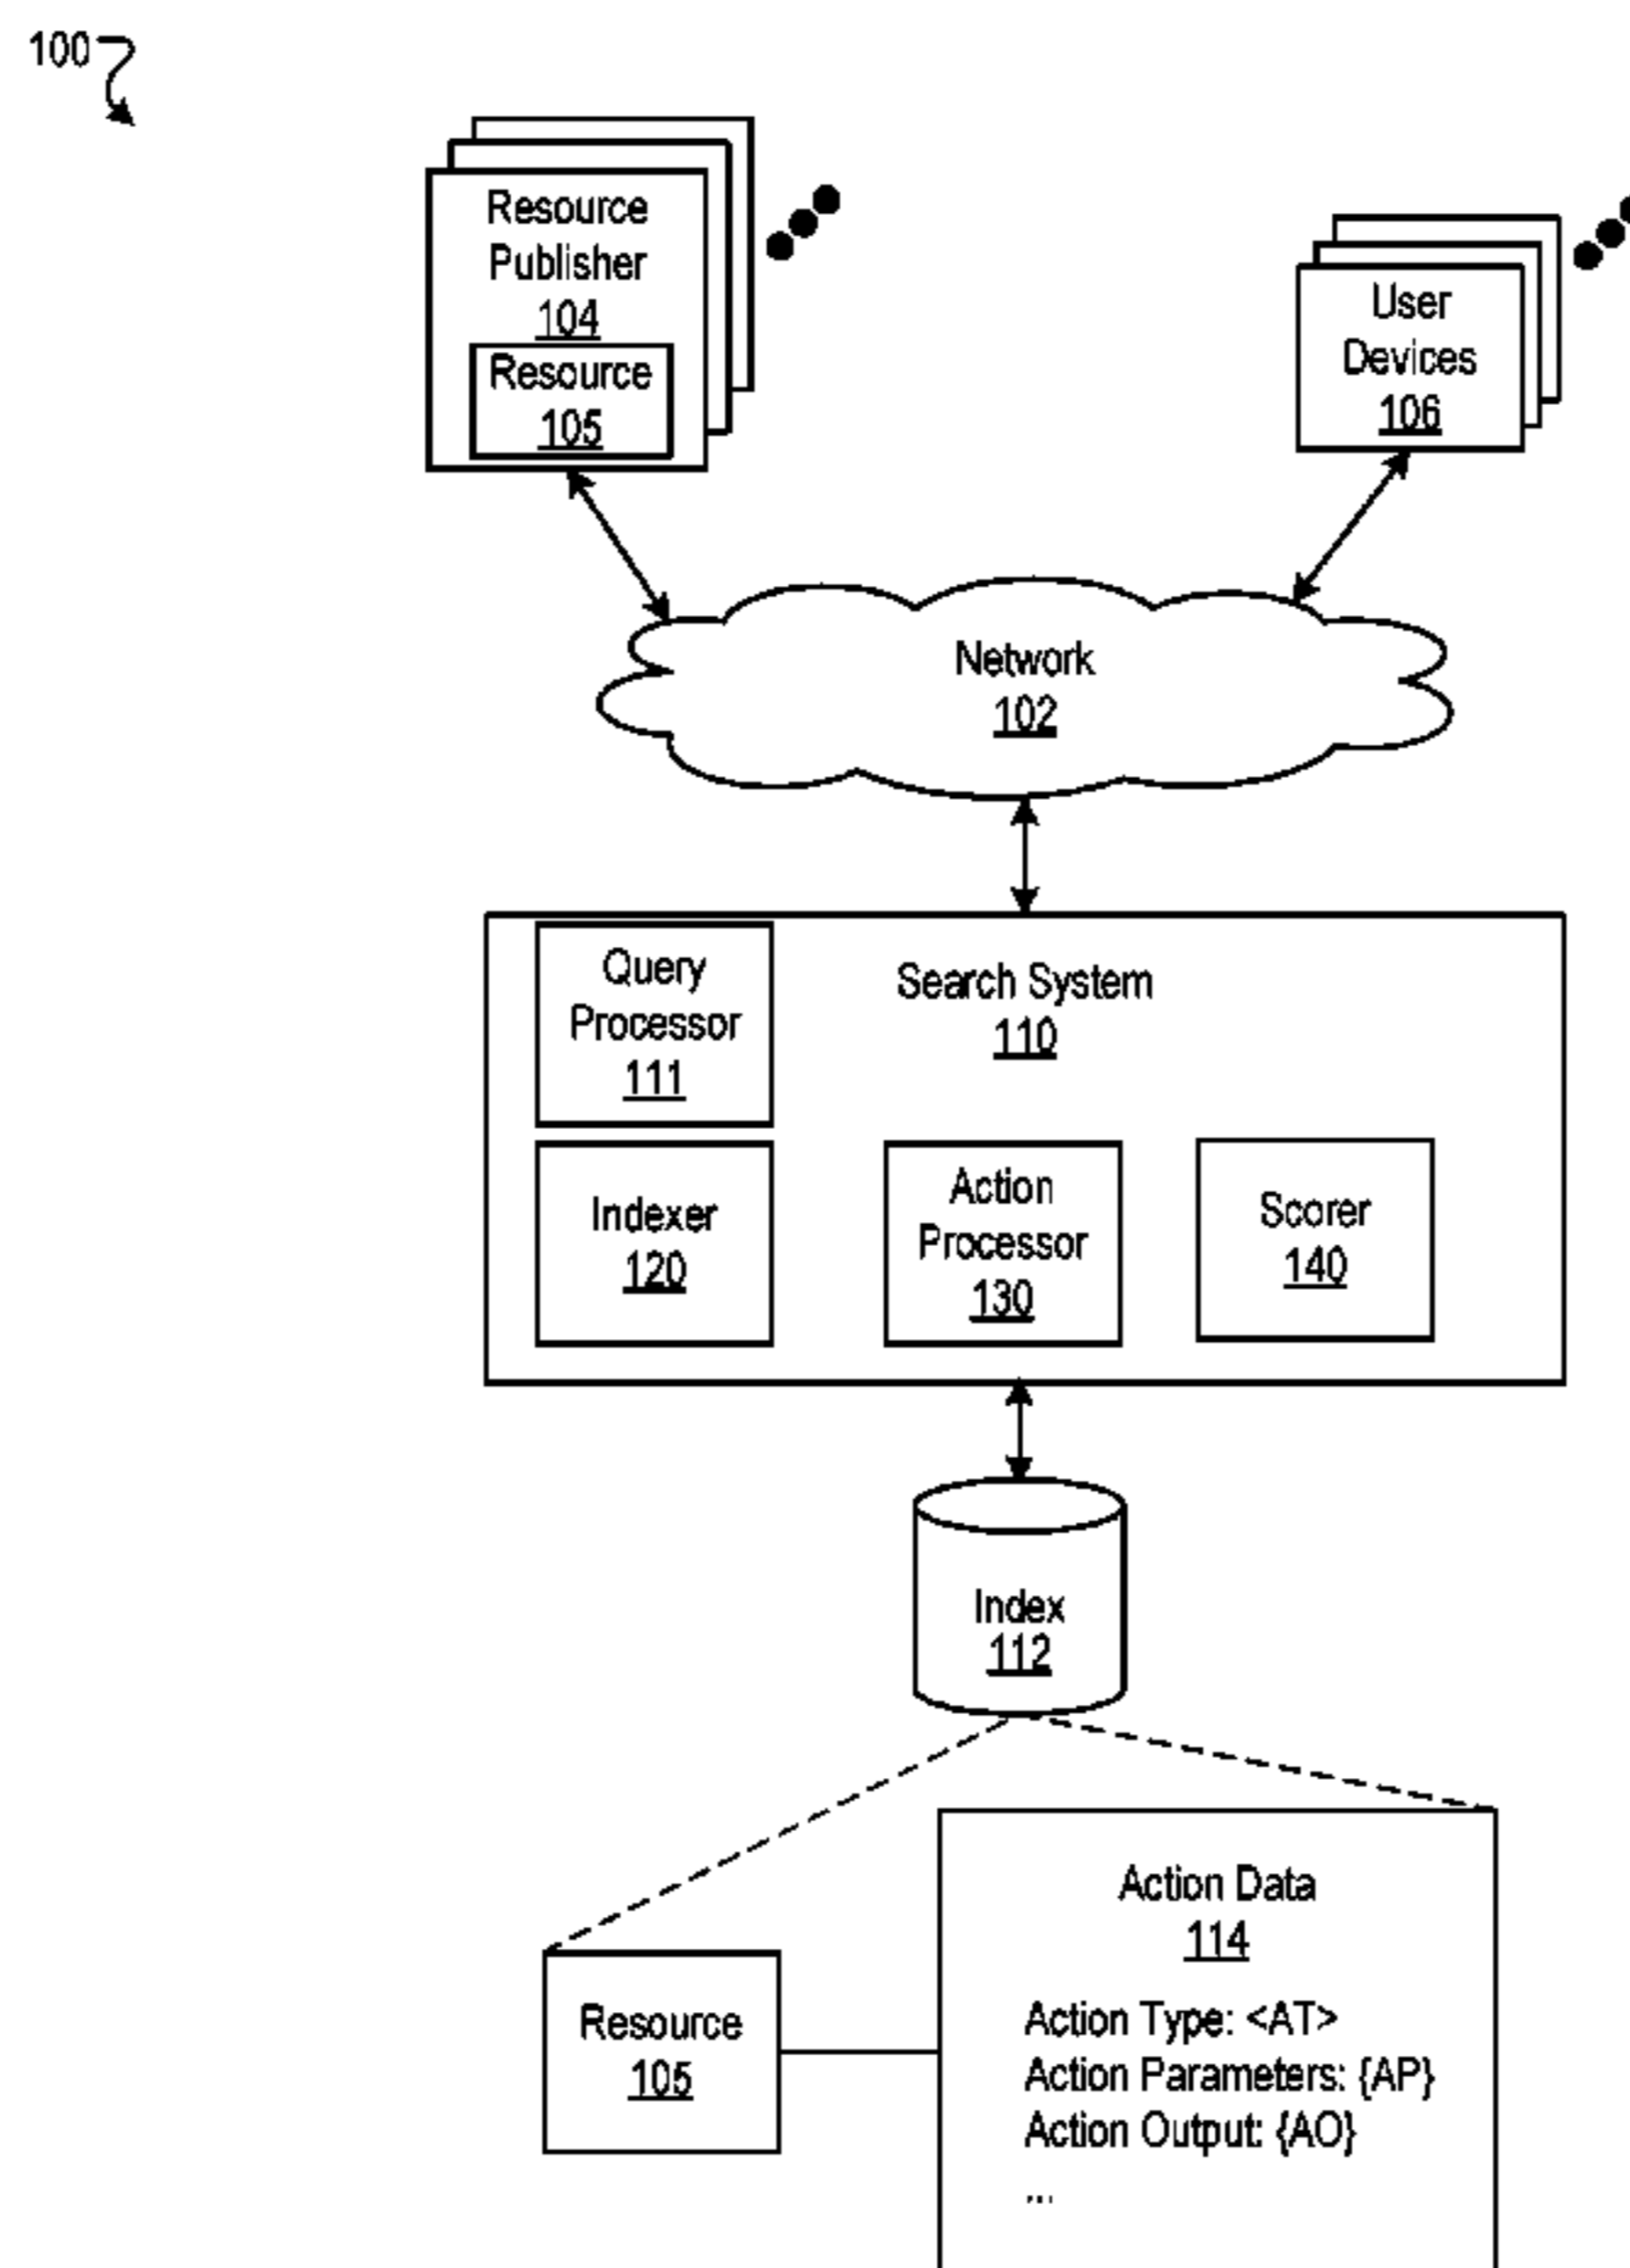 100
Resource
Publisher
104
Resource
105
User
Devices
106
Network
102
Query
Processor
111
Search System
110
Indexer
120
Action
Processor
130
Scorer
140
Index
112
Resource
105
Action Data
114
Action Type: <AT>
Action Parameters: {AP}
Action Output: {AO}
...